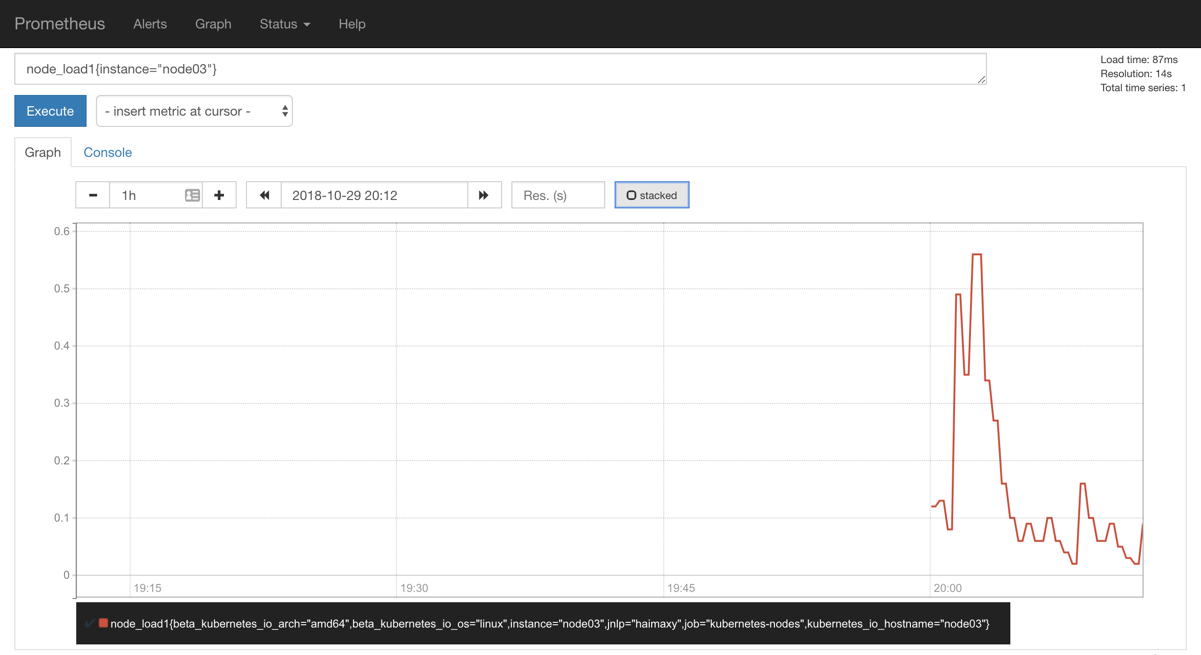 Prometheus Alerts Graph Status Help
node_load1{instance="node03"}
Load time: 87ms
Resolution: 14s
Total time series: 1
Execute - insert metric at cursor -
Graph Console
1h 2018-10-29 20:12 Res. (s) stacked
0.6
0.5
0.4
0.3
0.2
0.1
0
19:15 19:30 19:45 20:00
node_load1{beta_kubernetes_io_arch="amd64",beta_kubernetes_io_os="linux",instance="node03",jnlp="haimaxy",job="kubernetes-nodes",kubernetes_io_hostname="node03"}